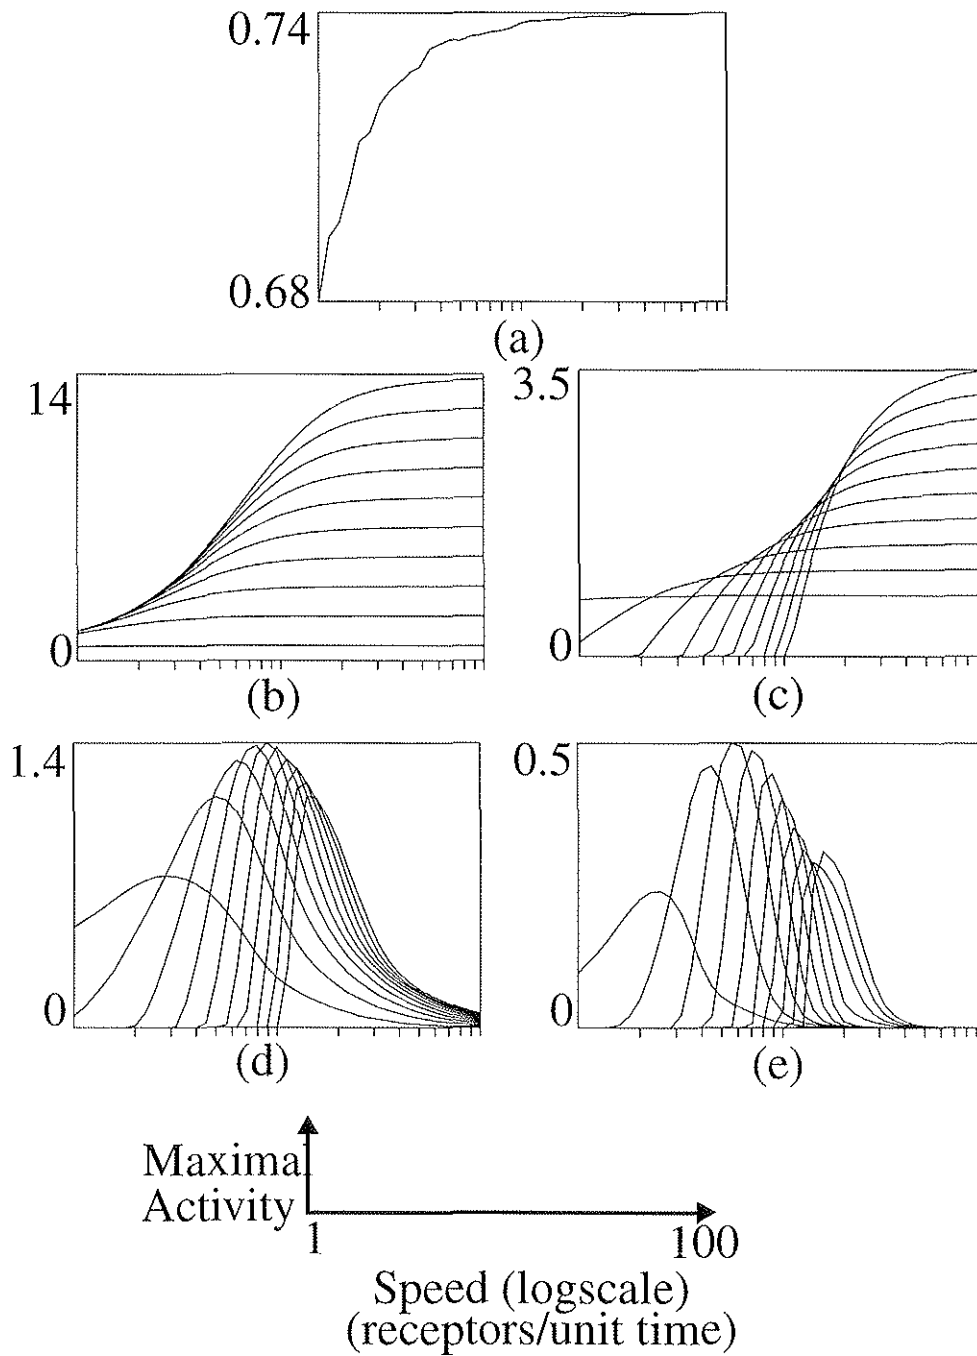 0.74
0.68
(a)
14
0
(b)
3.5
0
(c)
1.4
0
(d)
0.5
0
(e)
Maximal
Activity
1
100
Speed (logscale)
(receptors/unit time)